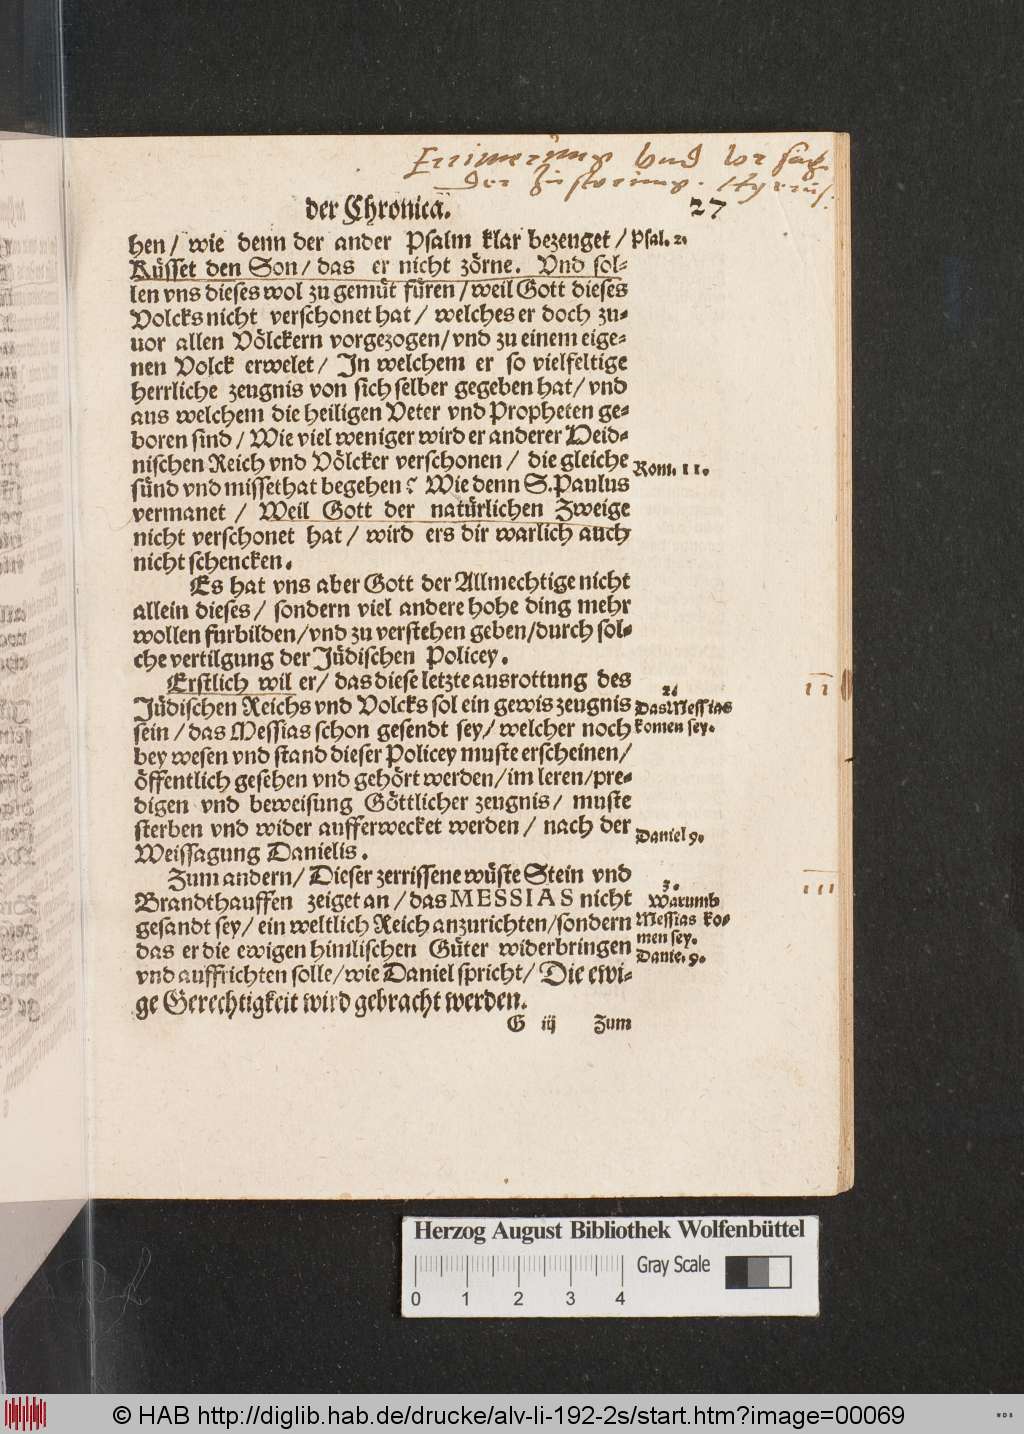 der Chronica. 27
hen / wie denn der ander Psalm klar bezeuget / Psal. 2.
Küsset den Son / das er nicht zörne. Vnd sol⸗
len vns dieses wol zu gemüt füren / weil Gott dieses
Volcks nicht verschonet hat / welches er doch zu⸗
uor allen Völckern vorgezogen / vnd zu einem eige⸗
nen Volck erwelet / In welchem er so vielfeltige
herrliche zeugnis von sich selber gegeben hat / vnd
aus welchem die heiligen Veter vnd Propheten ge⸗
boren sind / Wie viel weniger wird er anderer Heid⸗
nischen Reich vnd Völcker verschonen / die gleiche Rom. 11.
sünd vnd missethat begehen? Wie denn S. Paulus
vermanet / Weil Gott der natürlichen Zweige
nicht verschonet hat / wird ers dir warlich auch
nicht schencken.
Es hat vns aber Gott der Allmechtige nicht
allein dieses / sondern viel andere hohe ding mehr
wollen furbilden / vnd zu verstehen geben / durch sol⸗
che vertilgung der Jüdischen Policey.
Erstlich wil er / das diese letzte ausrottung des
Jüdischen Reichs vnd Volcks sol ein gewis zeugnis
sein / das Messias schon gesendt sey / welcher noch
bey wesen vnd stand dieser Policey muste erscheinen /
öffentlich gesehen vnd gehört werden / im leren / pre⸗
digen vnd beweisung Göttlicher zeugnis / muste
sterben vnd wider aufferwecket werden / nach der
Weissagung Danielis.
2.
Das Messias
komen sey.
Daniel 9.
Zum andern / Dieser zerrissene wüste Stein vnd
Brandthauffen zeiget an / das MESSIAS nicht
gesandt sey / ein weltlich Reich anzurichten / sondern
das er die ewigen himlischen Güter widerbringen
vnd auffrichten solle / wie Daniel spricht / Die ewi⸗
ge Gerechtigkeit wird gebracht werden.
3.
Warumb
Messias ko⸗
men sey.
Danie. 9.
G iij Zum
Herzog August Bibliothek Wolfenbüttel
Gray Scale
0 1 2 3 4
© HAB http://diglib.hab.de/drucke/alv-li-192-2s/start.htm?image=00069